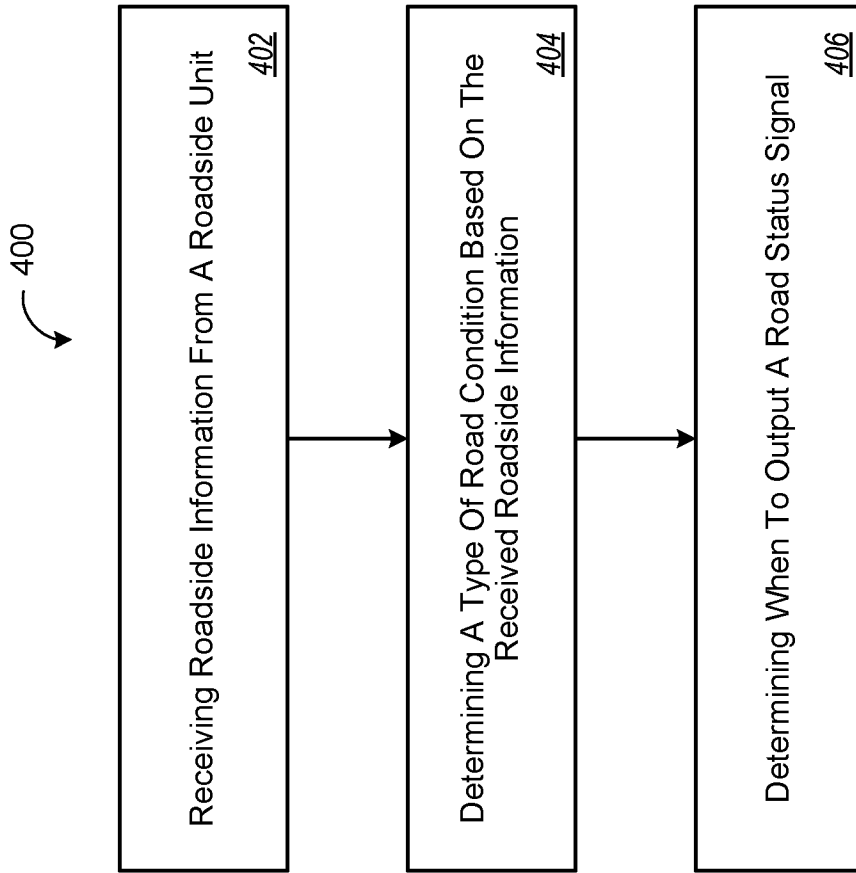 400
Receiving Roadside Information From A Roadside Unit
402
Determining A Type Of Road Condition Based On The
Received Roadside Information
404
Determining When To Output A Road Status Signal
406